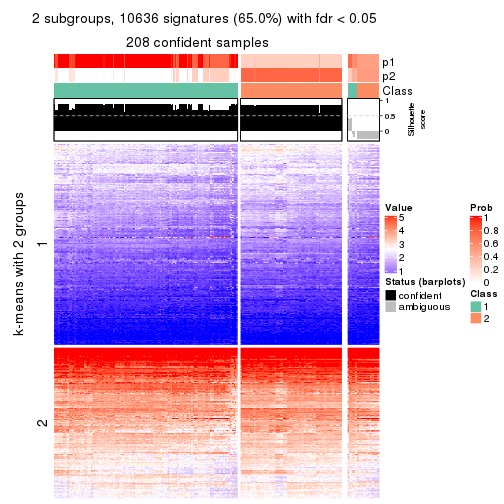 2 subgroups, 10636 signatures (65.0%) with fdr < 0.05
208 confident samples
p1
p2
Class
1
0.5
0
Silhouette
score
k-means with 2 groups
1
2
Value
5
4
3
2
1
Status (barplots)
confident
ambiguous
Prob
1
0.8
0.6
0.4
0.2
0
Class
1
2